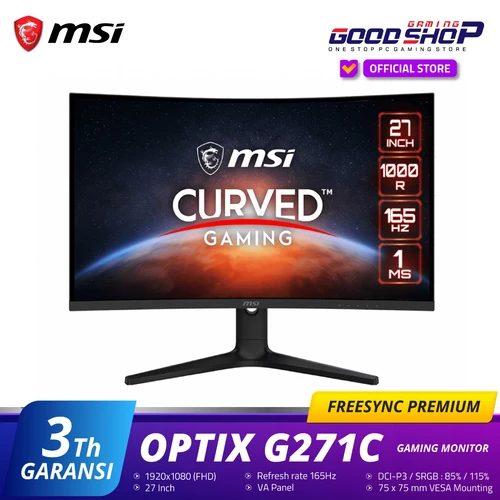 msi
GAMING
GOODSHOP
ONE STOP PC GAMING STORE
OFFICIAL STORE
msi
CURVED™
GAMING
27
INCH
1000
R
165
HZ
1
MS
msi
FREESYNC PREMIUM
3Th
GARANSI
OPTIX G271C
GAMING MONITOR
• 1920x1080 (FHD)
• 27 Inch
• Refresh rate 165Hz
• VA Panel
• DCI-P3 / SRGB : 85% / 115%
• 75 x 75 mm VESA Mounting